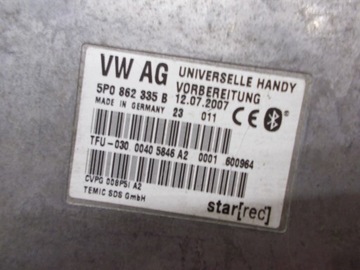 VW AG UNIVERSELLE HANDY
VORBEREITUNG
5P0 862 335 B 12.07.2007
MADE IN GERMANY 23 011
CE
TFU-030 0040 5846 A2 0001 600964
CVPG 008P5I A2
TEMIC SDS GmbH
star[rec]